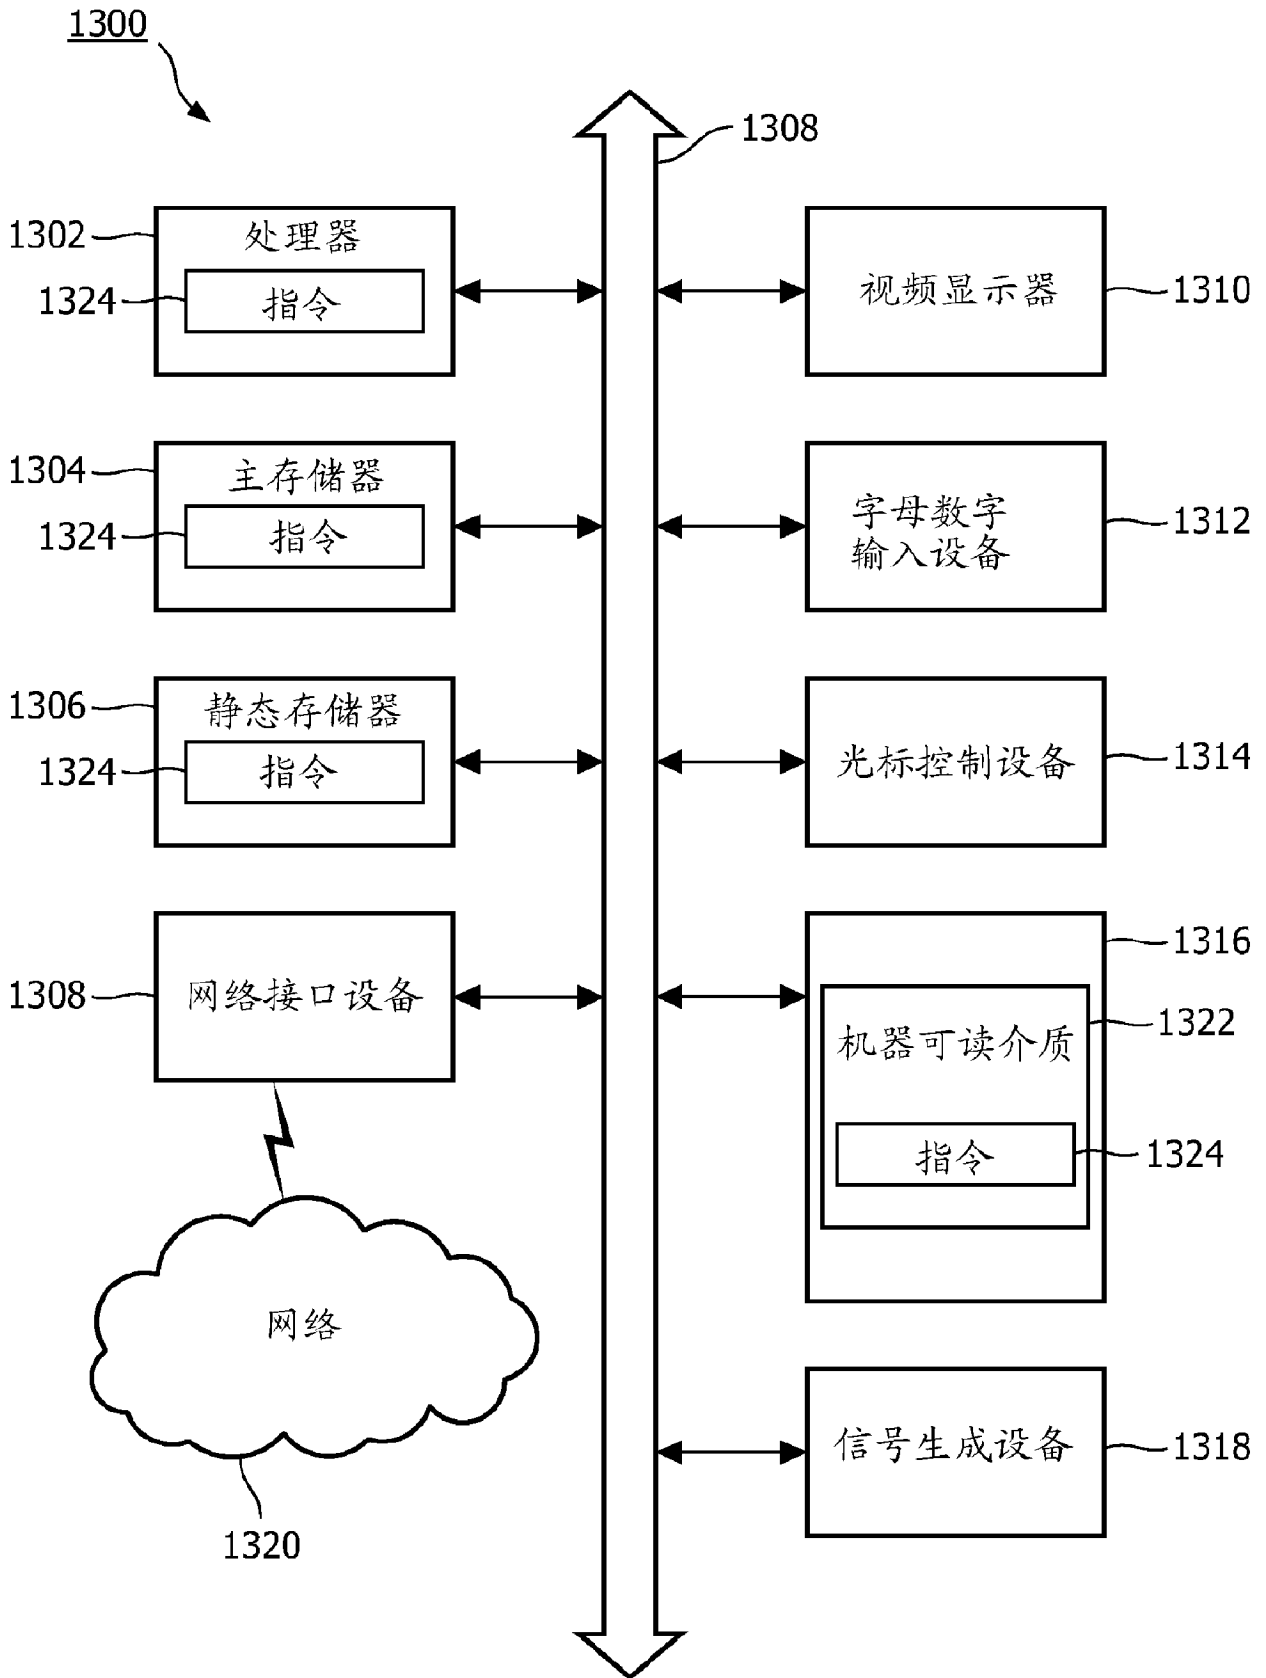 1300
1308
1302
处理器
1324
指令
视频显示器
1310
1304
主存储器
1324
指令
字母数字
输入设备
1312
1306
静态存储器
1324
指令
光标控制设备
1314
1308
网络接口设备
1316
机器可读介质
1322
指令
1324
网络
1320
信号生成设备
1318